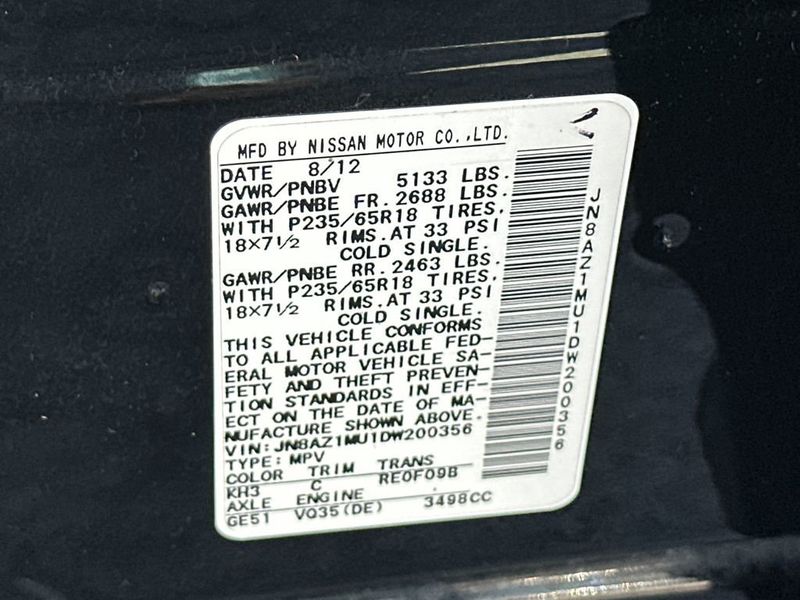 MFD BY NISSAN MOTOR CO.,LTD.
DATE 8/12
GVWR/PNBV 5133 LBS.
GAWR/PNBE FR. 2688 LBS.
WITH P235/65R18 TIRES,
18×7½ RIMS.AT 33 PSI
COLD SINGLE.
GAWR/PNBE RR. 2463 LBS.
WITH P235/65R18 TIRES,
18×7½ RIMS.AT 33 PSI
COLD SINGLE.
THIS VEHICLE CONFORMS
TO ALL APPLICABLE FED-
ERAL MOTOR VEHICLE SA-
FETY AND THEFT PREVEN-
TION STANDARDS IN EFF-
ECT ON THE DATE OF MA-
NUFACTURE SHOWN ABOVE.
VIN:JN8AZ1MU1DW200356
TYPE:MPV
COLOR TRIM TRANS
KH3 C RE0F09B
AXLE ENGINE
GE51 VQ35(DE) 3498CC
JN8AZ1MU1DW200356